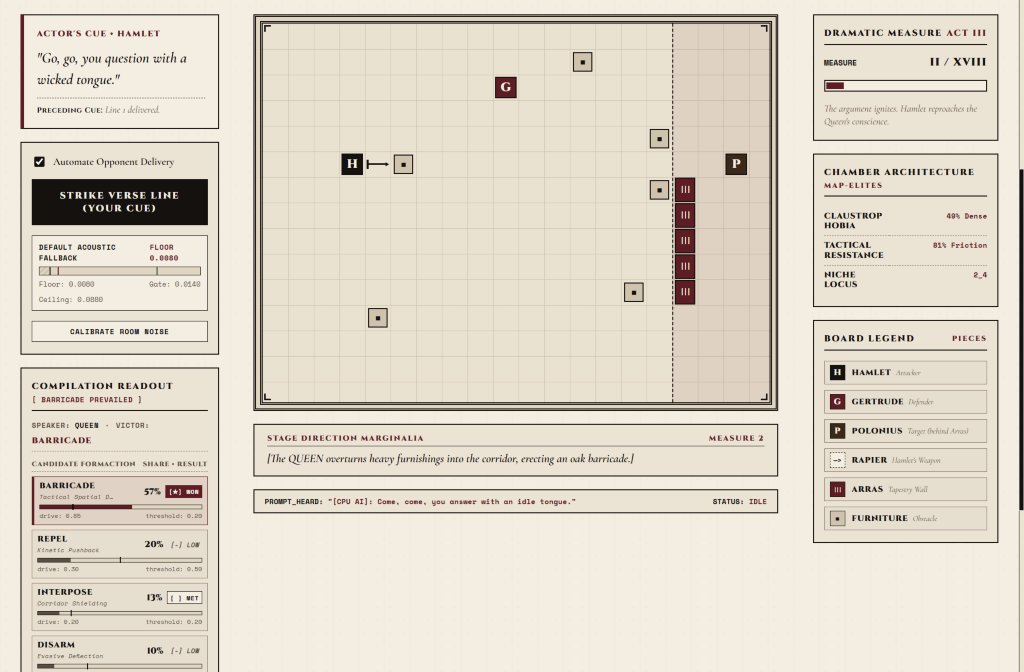 ACTOR'S CUE • HAMLET
"Go, go, you question with a
wicked tongue."
PRECEDING CUE: Line 1 delivered.
Automate Opponent Delivery
STRIKE VERSE LINE
(YOUR CUE)
DEFAULT ACOUSTIC FALLBACK
FLOOR 0.0080
Floor: 0.0080
Gate: 0.0140
Ceiling: 0.0880
CALIBRATE ROOM NOISE
COMPILATION READOUT
[ BARRICADE PREVAILED ]
SPEAKER: QUEEN · VICTOR:
BARRICADE
CANDIDATE FORMACTION SHARE • RESULT
BARRICADE
Tactical Spatial D…
57% [★] WON
drive: 0.85 threshold: 0.20
REPEL
Kinetic Pushback
20% [-] LOW
drive: 0.30 threshold: 0.50
INTERPOSE
Corridor Shielding
13% [ ] MET
drive: 0.20 threshold: 0.20
DISARM
Evasive Deflection
10% [-] LOW
G
H
P
STAGE DIRECTION MARGINALIA MEASURE 2
[The QUEEN overturns heavy furnishings into the corridor, erecting an oak barricade.]
PROMPT_HEARD: "[CPU AI]: Come, come, you answer with an idle tongue." STATUS: IDLE
DRAMATIC MEASURE ACT III
MEASURE II / XVIII
The argument ignites. Hamlet reproaches the
Queen's conscience.
CHAMBER ARCHITECTURE
MAP-ELITES
CLAUSTROP
HOBIA
49% Dense
TACTICAL
RESISTANCE
81% Friction
NICHE
LOCUS
2_4
BOARD LEGEND PIECES
H HAMLET Attacker
G GERTRUDE Defender
P POLONIUS Target (behind Arras)
RAPIER Hamlet's Weapon
ARRAS Tapestry Wall
FURNITURE Obstacle